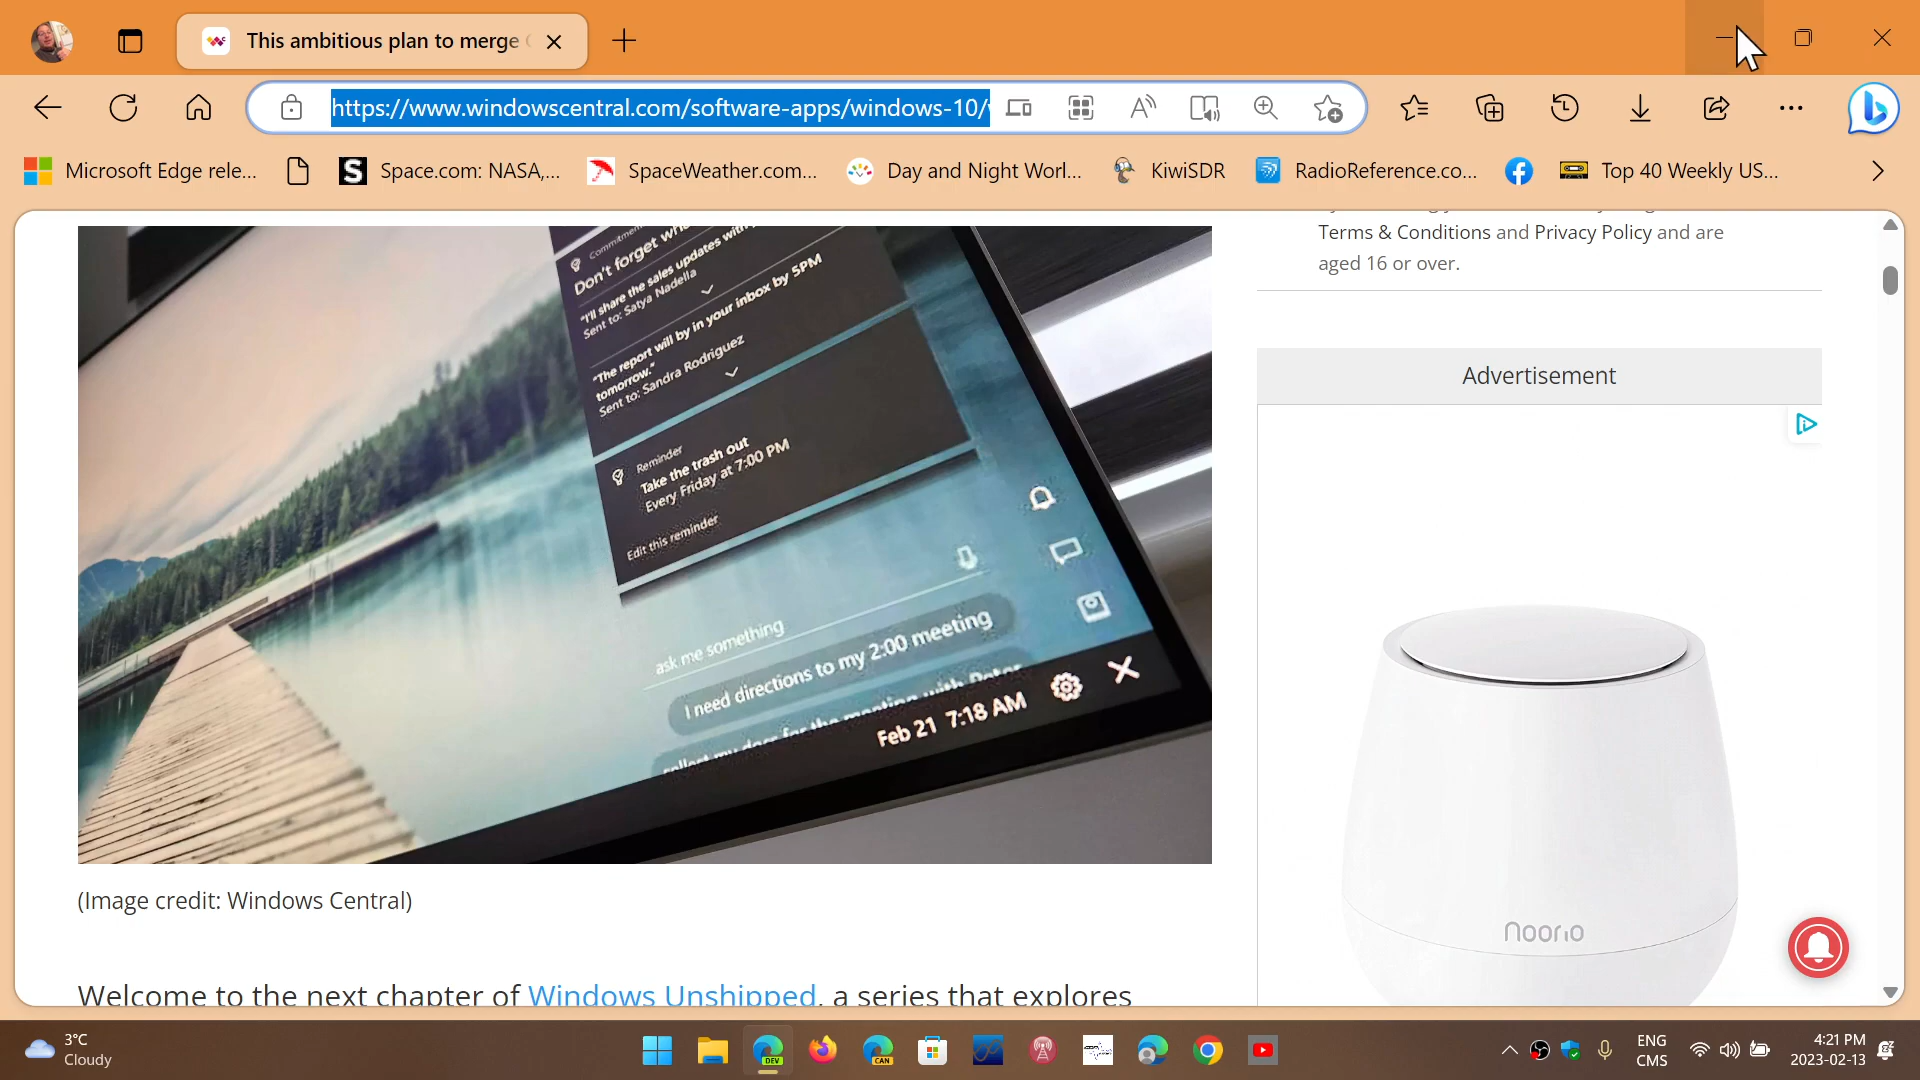 This ambitious plan to merge
https://www.windowscentral.com/software-apps/windows-10/
Microsoft Edge rele...
Space.com: NASA,...
SpaceWeather.com...
Day and Night Worl...
KiwiSDR
RadioReference.co...
Top 40 Weekly US...
Commitment
Don't forget
"I'll share the sales updates with
Sent to: Satya Nadella
"The report will by in your inbox by 5PM
tomorrow."
Sent to: Sandra Rodriguez
Reminder
Take the trash out
Every Friday at 7:00 PM
Edit this reminder
ask me something
I need directions to my 2:00 meeting
Feb 21 7:18 AM
(Image credit: Windows Central)
Welcome to the next chapter of Windows Unshipped, a series that explores
Terms & Conditions and Privacy Policy and are
aged 16 or over.
Advertisement
noorio
3°C
Cloudy
DEV
CAN
ENG
CMS
4:21 PM
2023-02-13